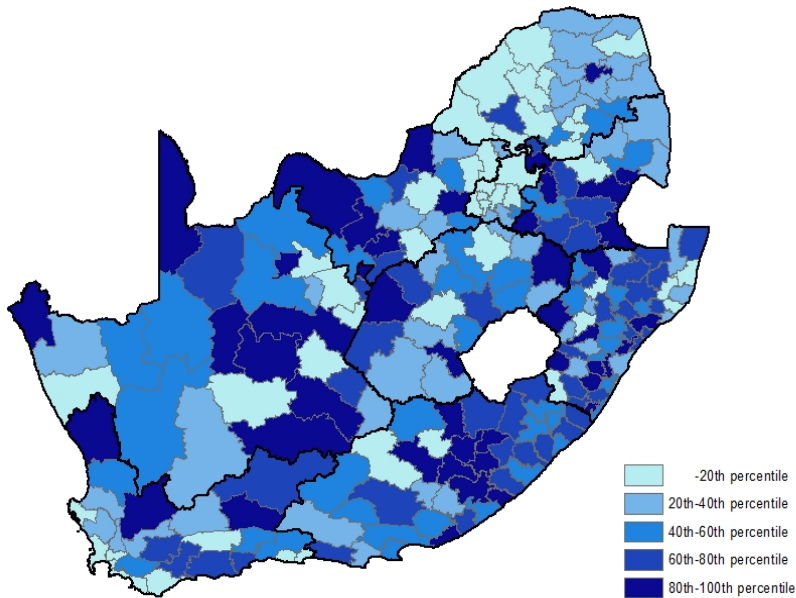 -20th percentile
20th-40th percentile
40th-60th percentile
60th-80th percentile
80th-100th percentile